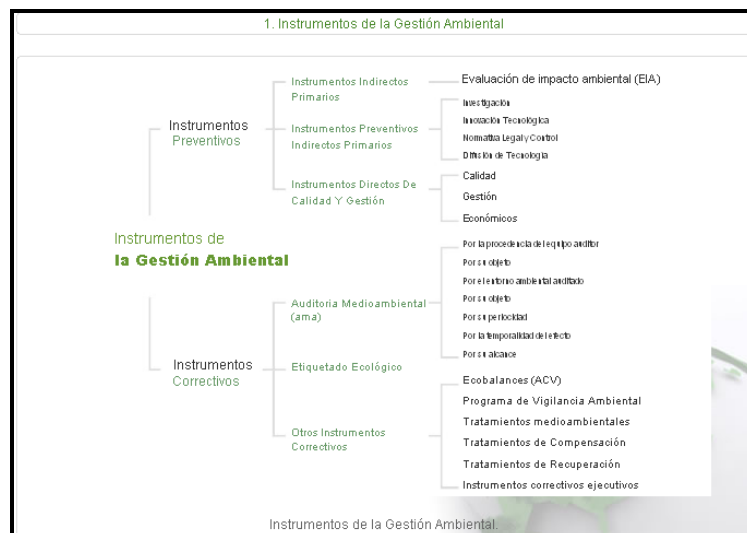 1. Instrumentos de la Gestión Ambiental
Instrumentos de
la Gestión Ambiental
Instrumentos
Preventivos
Instrumentos Indirectos
Primarios
Evaluación de impacto ambiental (EIA)
Instrumentos Preventivos
Indirectos Primarios
Investigación
Innovación Tecnológica
Normativa Legal y Control
Difusión de Tecnología
Instrumentos Directos De
Calidad Y Gestión
Calidad
Gestión
Económicos
Instrumentos
Correctivos
Auditoria Medioambiental
(ama)
Por la procedencia del equipo auditor
Por su objeto
Por el entorno ambiental auditado
Por su objeto
Por su periocidad
Por la temporalidad del efecto
Por su alcance
Etiquetado Ecológico
Otros Instrumentos
Correctivos
Ecobalances (ACV)
Programa de Vigilancia Ambiental
Tratamientos medioambientales
Tratamientos de Compensación
Tratamientos de Recuperación
Instrumentos correctivos ejecutivos
Instrumentos de la Gestión Ambiental.